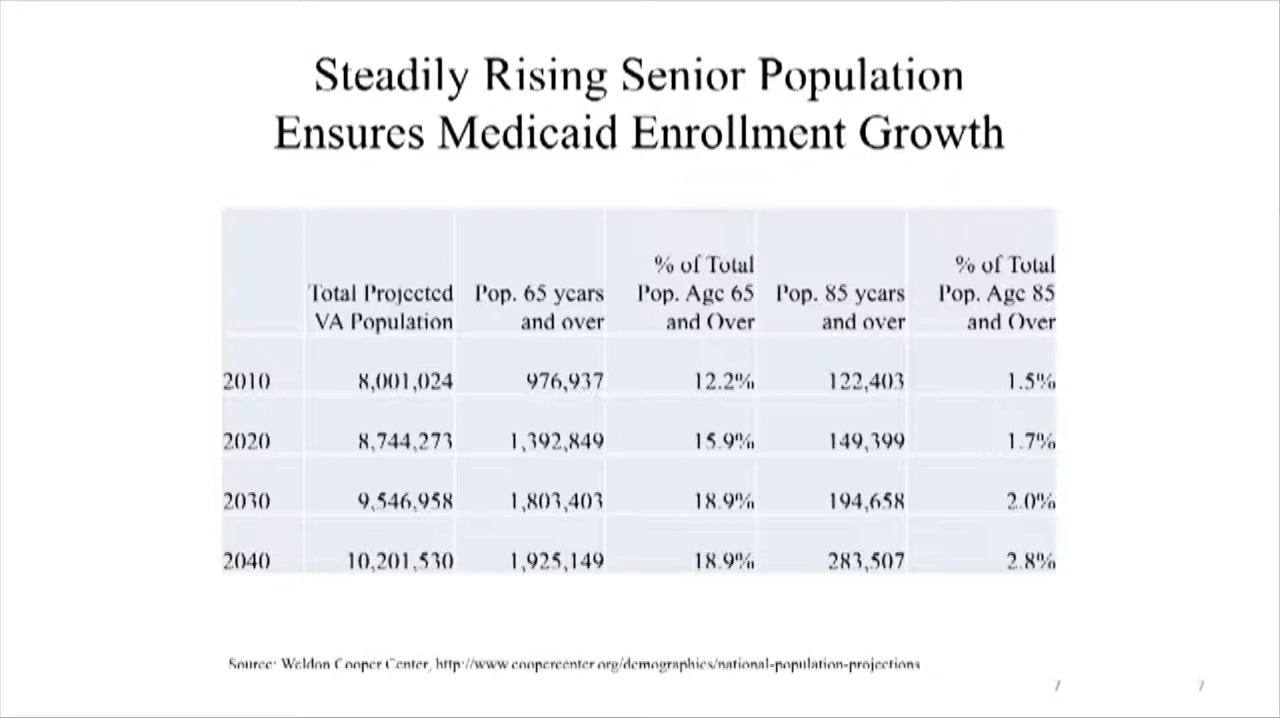 Steadily Rising Senior Population
Ensures Medicaid Enrollment Growth
Total Projected VA Population Pop. 65 years and over % of Total Pop. Age 65 and Over Pop. 85 years and over % of Total Pop. Age 85 and Over
2010 8,001,024 976,937 12.2% 122,403 1.5%
2020 8,744,273 1,392,849 15.9% 149,399 1.7%
2030 9,546,958 1,803,403 18.9% 194,658 2.0%
2040 10,201,530 1,925,149 18.9% 283,507 2.8%
Source: Weldon Cooper Center, http://www.coopercenter.org/demographics/national-population-projections
7 7